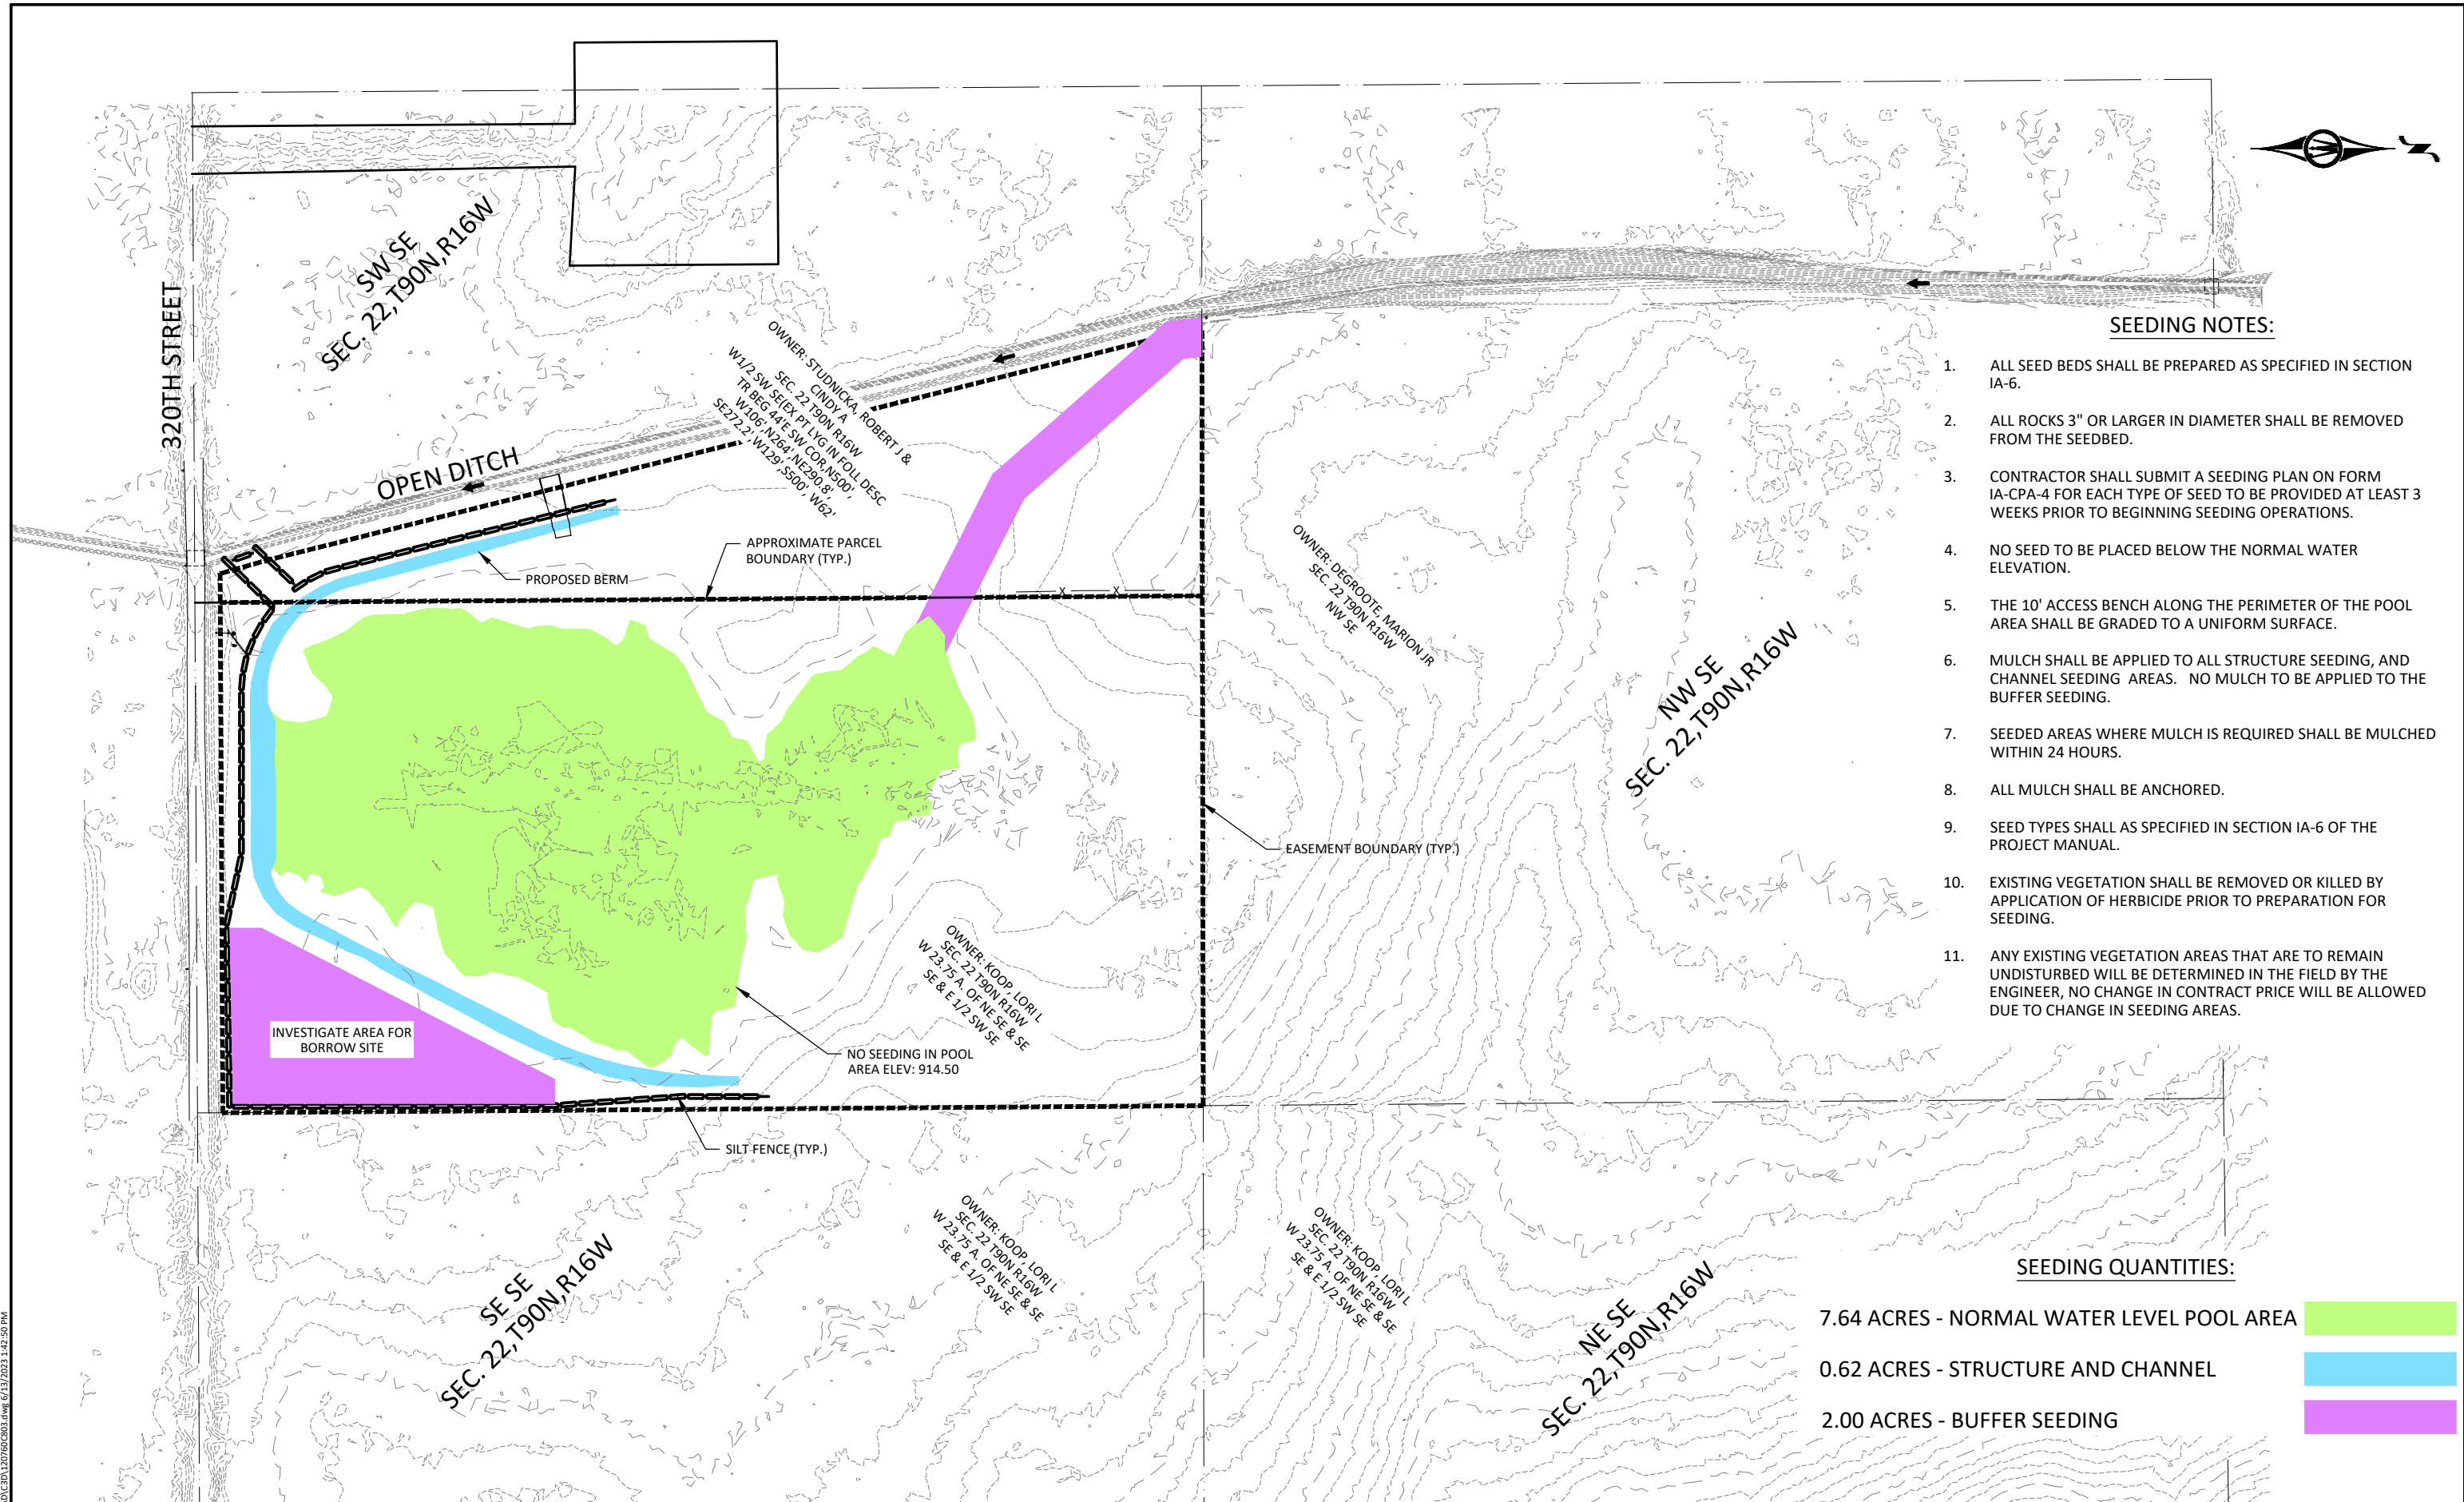 320TH STREET
SW SE
SEC. 22,T90N,R16W
OPEN DITCH
OWNER: STUDNICKA, ROBERT J &
CINDY A
SEC. 22 T90N R16W
W1/2 SW SE(EX PT LYG IN FOLL DESC
TR BEG 44'E SW COR,N500',
W106',N264',NE290.8',
SE272.2',W129',S500', W62'
APPROXIMATE PARCEL
BOUNDARY (TYP.)
PROPOSED BERM
X X
OWNER: DEGROOTE, MARION JR
SEC. 22 T90N R16W
NW SE
NW SE
SEC. 22,T90N,R16W
EASEMENT BOUNDARY (TYP.)
OWNER: KOOP, LORI L
SEC. 22 T90N R16W
W 23.75 A. OF NE SE & SE
SE & E 1/2 SW SE
INVESTIGATE AREA FOR
BORROW SITE
NO SEEDING IN POOL
AREA ELEV: 914.50
SILT FENCE (TYP.)
SE SE
SEC. 22,T90N,R16W
OWNER: KOOP, LORI L
SEC. 22 T90N R16W
W 23.75 A. OF NE SE & SE
SE & E 1/2 SW SE
OWNER: KOOP, LORI L
SEC. 22 T90N R16W
W 23.75 A. OF NE SE & SE
SE & E 1/2 SW SE
NE SE
SEC. 22,T90N,R16W
N
SEEDING NOTES:
1. ALL SEED BEDS SHALL BE PREPARED AS SPECIFIED IN SECTION
IA-6.
2. ALL ROCKS 3" OR LARGER IN DIAMETER SHALL BE REMOVED
FROM THE SEEDBED.
3. CONTRACTOR SHALL SUBMIT A SEEDING PLAN ON FORM
IA-CPA-4 FOR EACH TYPE OF SEED TO BE PROVIDED AT LEAST 3
WEEKS PRIOR TO BEGINNING SEEDING OPERATIONS.
4. NO SEED TO BE PLACED BELOW THE NORMAL WATER
ELEVATION.
5. THE 10' ACCESS BENCH ALONG THE PERIMETER OF THE POOL
AREA SHALL BE GRADED TO A UNIFORM SURFACE.
6. MULCH SHALL BE APPLIED TO ALL STRUCTURE SEEDING, AND
CHANNEL SEEDING AREAS. NO MULCH TO BE APPLIED TO THE
BUFFER SEEDING.
7. SEEDED AREAS WHERE MULCH IS REQUIRED SHALL BE MULCHED
WITHIN 24 HOURS.
8. ALL MULCH SHALL BE ANCHORED.
9. SEED TYPES SHALL AS SPECIFIED IN SECTION IA-6 OF THE
PROJECT MANUAL.
10. EXISTING VEGETATION SHALL BE REMOVED OR KILLED BY
APPLICATION OF HERBICIDE PRIOR TO PREPARATION FOR
SEEDING.
11. ANY EXISTING VEGETATION AREAS THAT ARE TO REMAIN
UNDISTURBED WILL BE DETERMINED IN THE FIELD BY THE
ENGINEER, NO CHANGE IN CONTRACT PRICE WILL BE ALLOWED
DUE TO CHANGE IN SEEDING AREAS.
SEEDING QUANTITIES:
7.64 ACRES - NORMAL WATER LEVEL POOL AREA
0.62 ACRES - STRUCTURE AND CHANNEL
2.00 ACRES - BUFFER SEEDING
C3D\120760C803.dwg 6/13/2023 1:42:50 PM